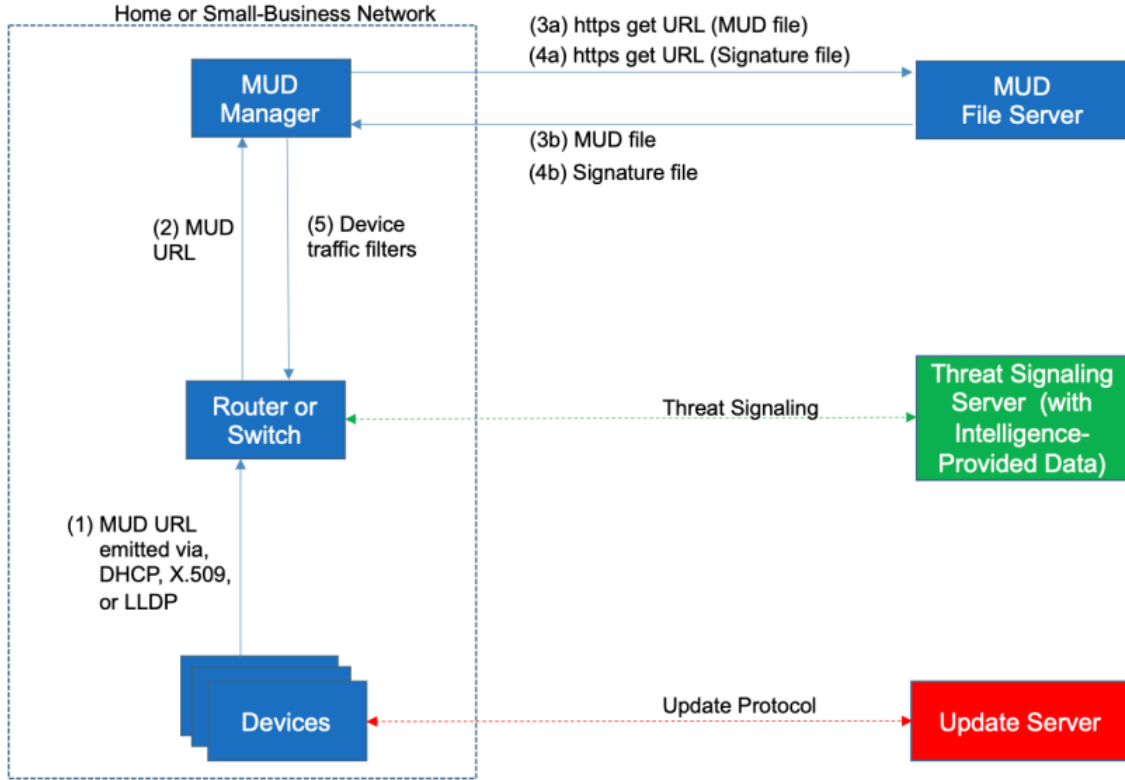 Home or Small-Business Network
(3a) https get URL (MUD file)
(4a) https get URL (Signature file)
MUD
Manager
MUD
File Server
(3b) MUD file
(4b) Signature file
(2) MUD
URL
(5) Device
traffic filters
Router or
Switch
Threat Signaling
Threat Signaling
Server (with
Intelligence-
Provided Data)
(1) MUD URL
emitted via,
DHCP, X.509,
or LLDP
Devices
Update Protocol
Update Server